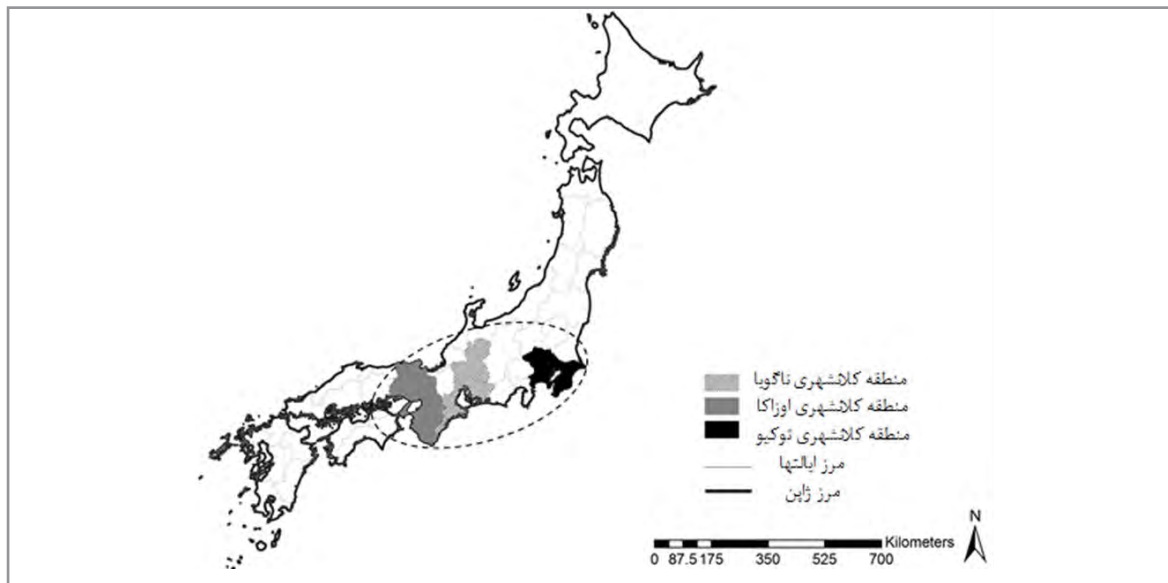 منطقه کلانشهری ناگویا
منطقه کلانشهری اوزاکا
منطقه کلانشهری توکیو
مرز ایالتها
مرز ژاپن
N
Kilometers
0 87.5 175 350 525 700